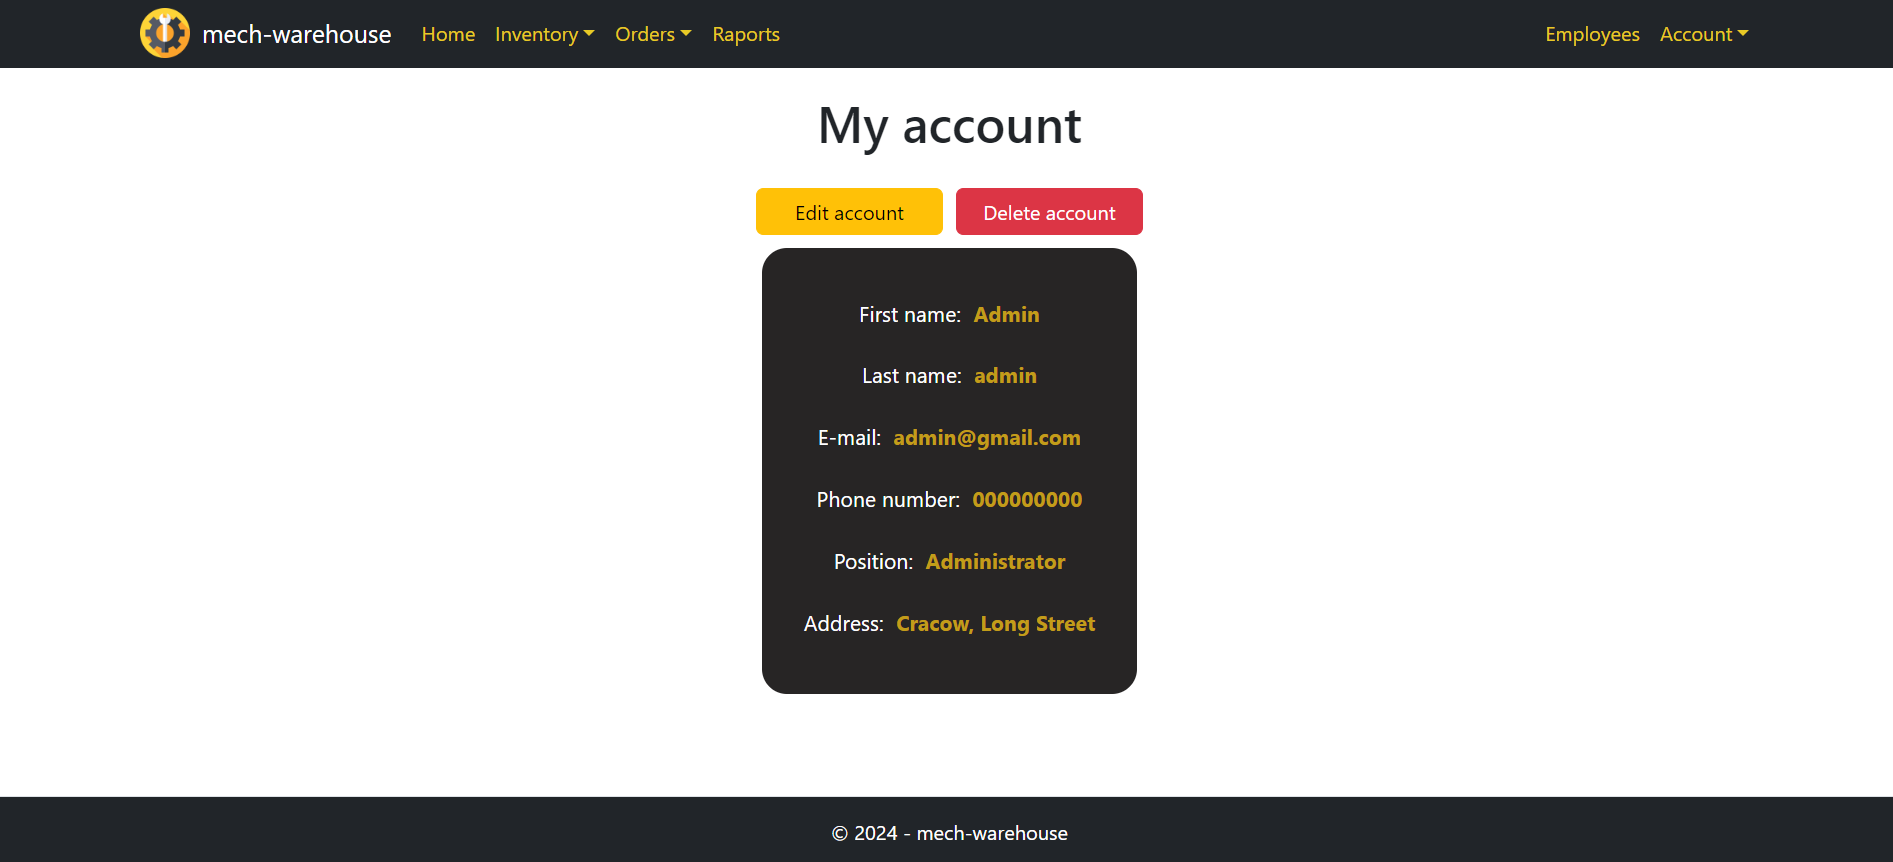 mech-warehouse Home Inventory Orders Raports Employees Account
My account
Edit account Delete account
First name: Admin
Last name: admin
E-mail: admin@gmail.com
Phone number: 000000000
Position: Administrator
Address: Cracow, Long Street
© 2024 - mech-warehouse